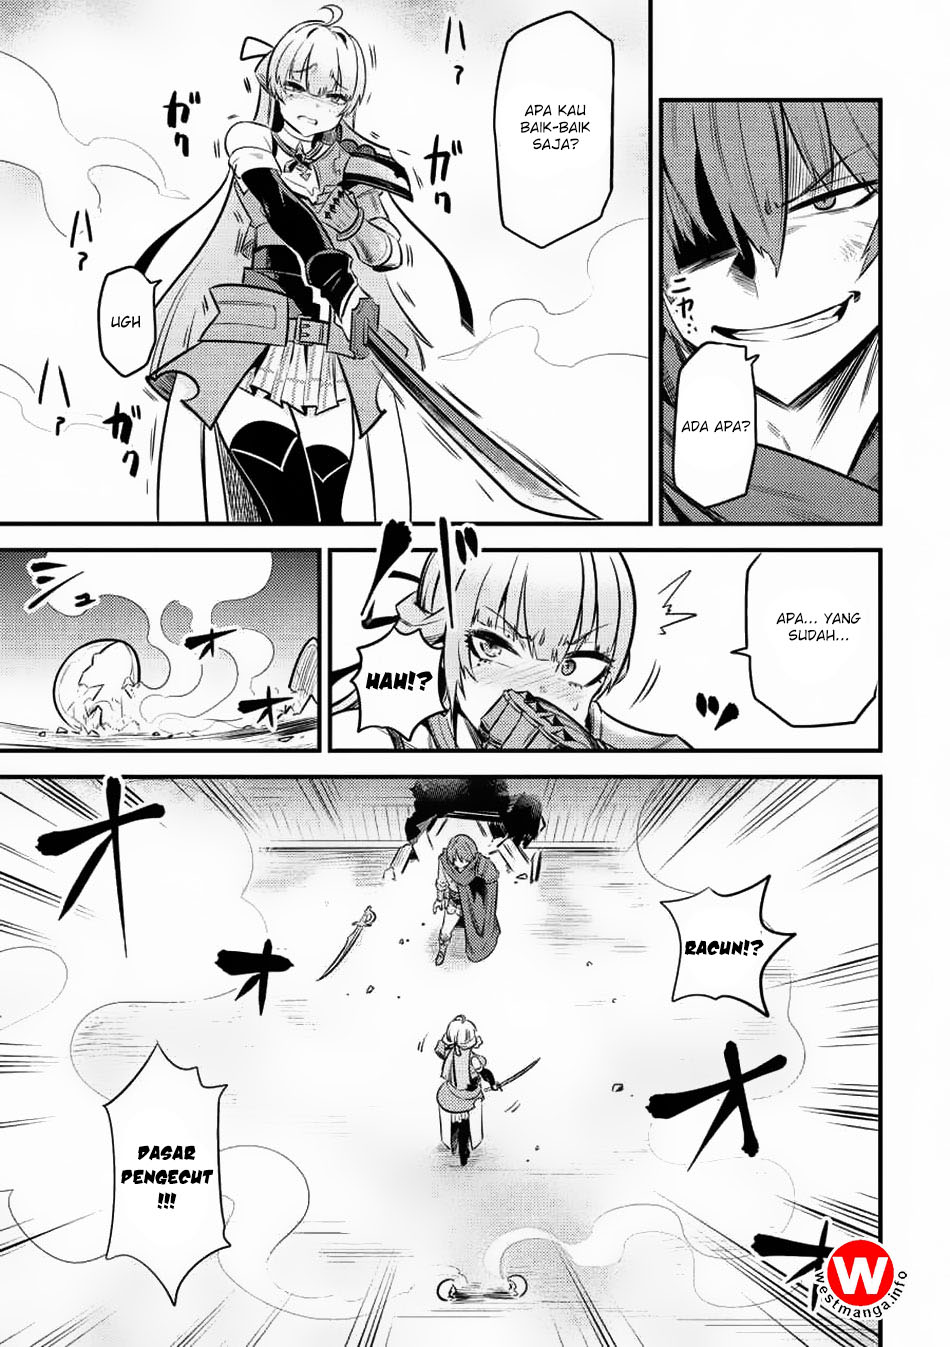 ADA APA?
ニヤ…
APA KAU
BAIK-BAIK
SAJA?
ハァ?
ガク
ガク
ハァ?
UGH
ハァ?
ガク
APA... YANG
SUDAH...
HAH!?
バッ
シュー
オ
オ
オ
オ
RACUN!?
オ
DASAR
PENGECUT
!!!
オ
W
westmanga.info